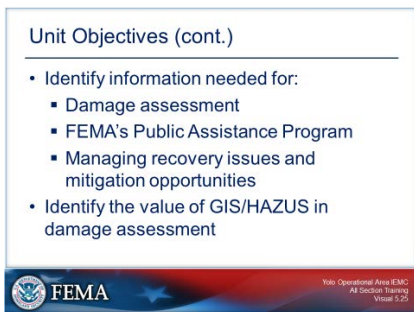 Unit Objectives (cont.)
• Identify information needed for:
▪ Damage assessment
▪ FEMA's Public Assistance Program
▪ Managing recovery issues and
mitigation opportunities
• Identify the value of GIS/HAZUS in
damage assessment
FEMA
Yolo Operational Area IEMC
All Section Training
Visual 5.25